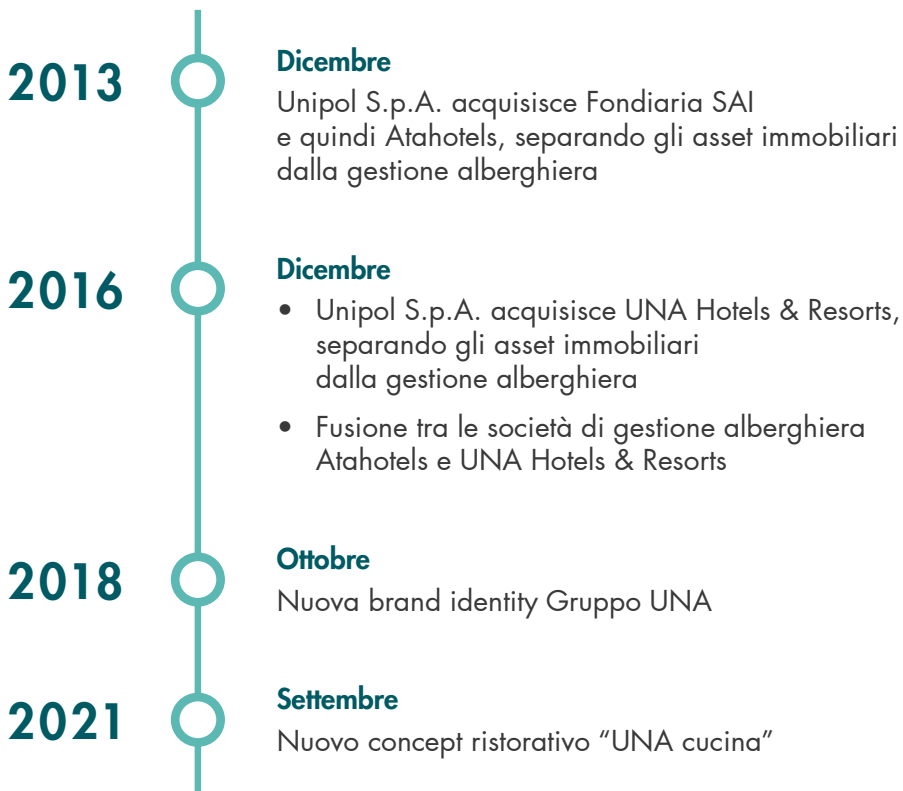 2013
Dicembre
Unipol S.p.A. acquisisce Fondiaria SAI
e quindi Atahotels, separando gli asset immobiliari
dalla gestione alberghiera
2016
Dicembre
• Unipol S.p.A. acquisisce UNA Hotels & Resorts,
separando gli asset immobiliari
dalla gestione alberghiera
• Fusione tra le società di gestione alberghiera
Atahotels e UNA Hotels & Resorts
2018
Ottobre
Nuova brand identity Gruppo UNA
2021
Settembre
Nuovo concept ristorativo “UNA cucina”